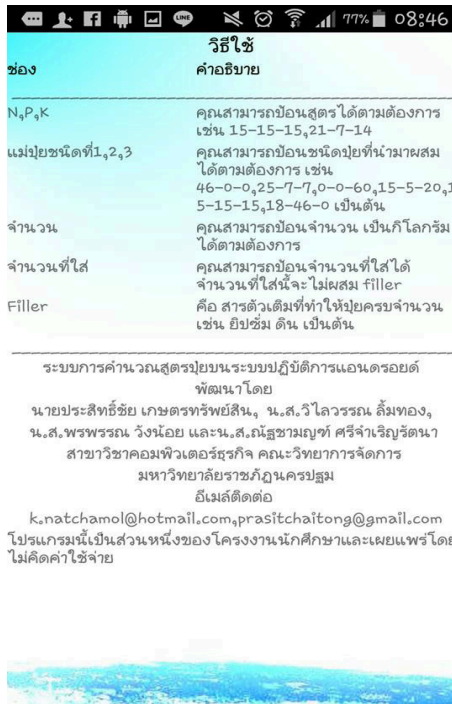 LINE 77% 08:46
วิธีใช้
ช่อง คำอธิบาย
N,P,K คุณสามารถป้อนสูตรได้ตามต้องการ
เช่น 15-15-15,21-7-14
แม่ปุ๋ยชนิดที่1,2,3 คุณสามารถป้อนชนิดปุ๋ยที่นำมาผสม
ได้ตามต้องการ เช่น
46-0-0,25-7-7,0-0-60,15-5-20,1
5-15-15,18-46-0 เป็นต้น
จำนวน คุณสามารถป้อนจำนวน เป็นกิโลกรัม
ได้ตามต้องการ
จำนวนที่ใส่ คุณสามารถป้อนจำนวนที่ใส่ได้
จำนวนที่ใส่นี้จะไม่ผสม filler
Filler คือ สารตัวเติมที่ทำให้ปุ๋ยครบจำนวน
เช่น ยิปซั่ม ดิน เป็นต้น
ระบบการคำนวณสูตรปุ๋ยบนระบบปฏิบัติการแอนดรอยด์
พัฒนาโดย
นายประสิทธิ์ชัย เกษตรทรัพย์สิน, น.ส.วิไลวรรณ ลิ้มทอง,
น.ส.พรพรรณ วังน้อย และน.ส.ณัฐชามญฑ์ ศรีจำเริญรัตนา
สาขาวิชาคอมพิวเตอร์ธุรกิจ คณะวิทยาการจัดการ
มหาวิทยาลัยราชภัฏนครปฐม
อีเมล์ติดต่อ
k.natchamol@hotmail.com,prasitchaitong@gmail.com
โปรแกรมนี้เป็นส่วนหนึ่งของโครงงานนักศึกษาและเผยแพร่โดย
ไม่คิดค่าใช้จ่าย